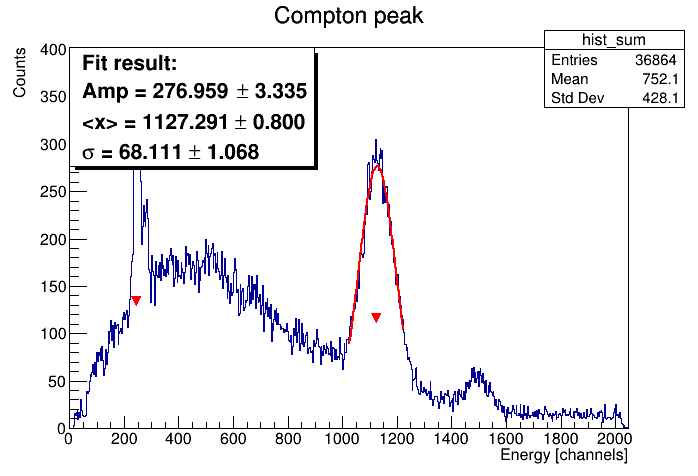 Compton peak
hist_sum
Entries 36864
Mean 752.1
Std Dev 428.1
Fit result:
Amp = 276.959 ± 3.335
<x> = 1127.291 ± 0.800
σ = 68.111 ± 1.068
Counts
400
350
300
250
200
150
100
50
0
0 200 400 600 800 1000 1200 1400 1600 1800 2000
Energy [channels]